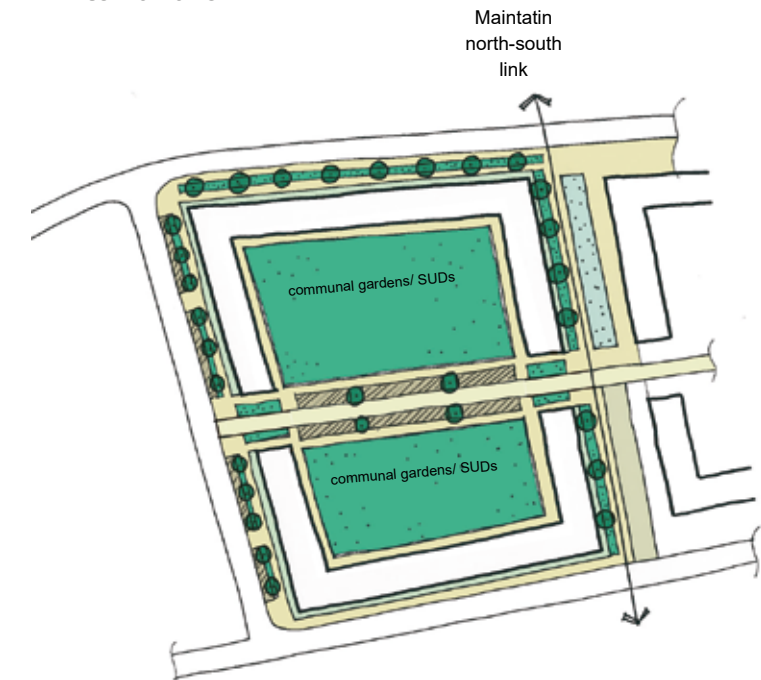 Maintatin
north-south
link
communal gardens/ SUDs
communal gardens/ SUDs